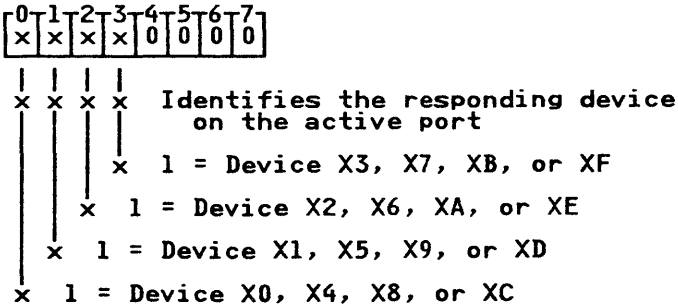 0 1 2 3 4 5 6 7
x x x x 0 0 0 0
x x x x Identifies the responding device
on the active port
x 1 = Device X3, X7, XB, or XF
x 1 = Device X2, X6, XA, or XE
x 1 = Device X1, X5, X9, or XD
x 1 = Device X0, X4, X8, or XC